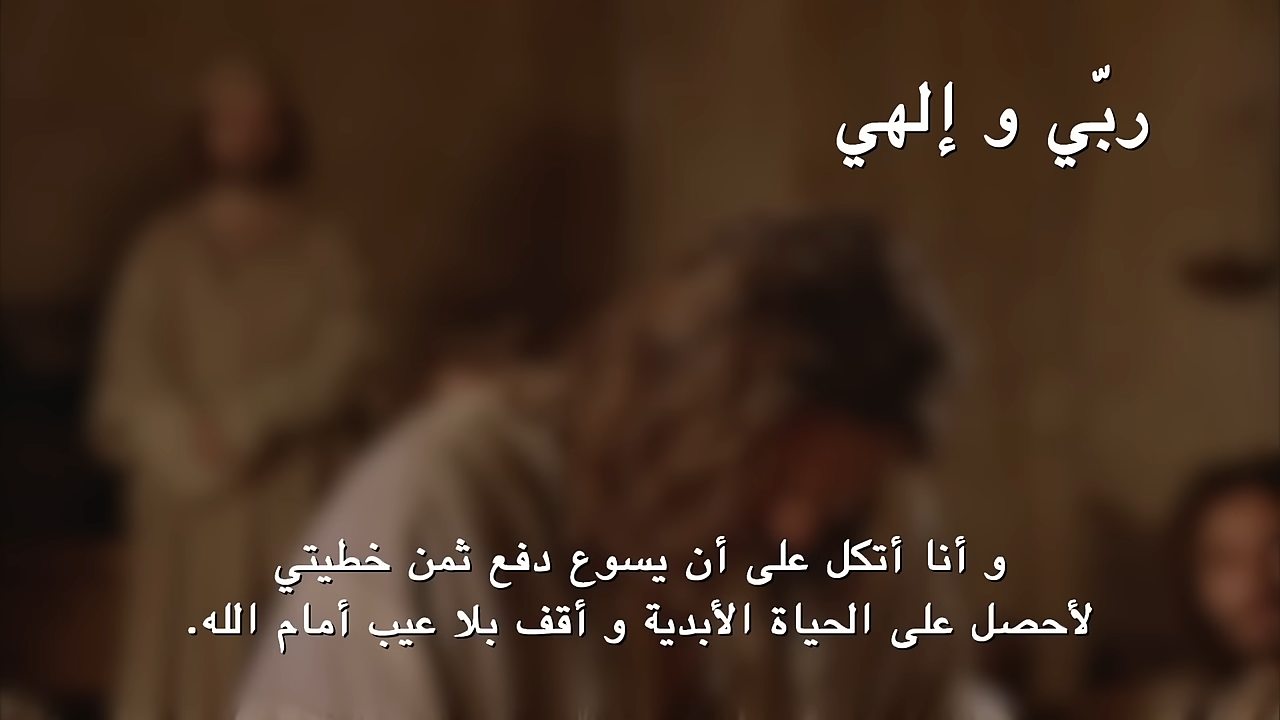 ربّي و إلهي
و أنا أتكل على أن يسوع دفع ثمن خطيتي
لأحصل على الحياة الأبدية و أقف بلا عيب أمام الله.